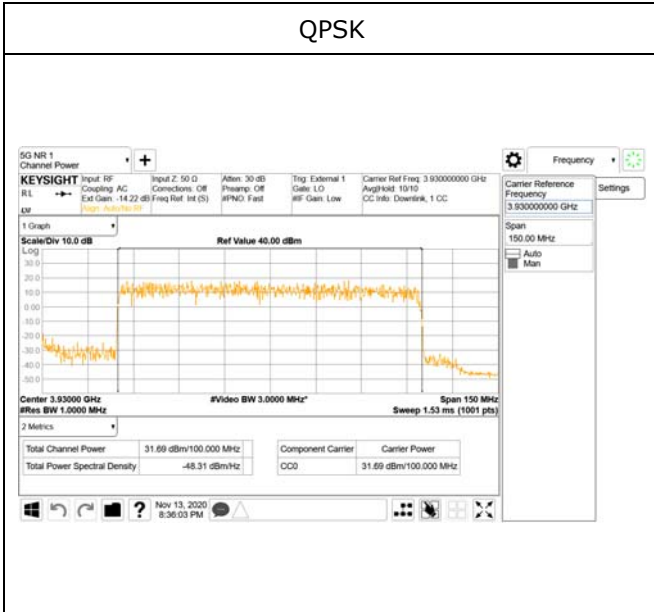 QPSK
5G NR 1
Channel Power
+
Frequency
KEYSIGHT
RL
Input: RF
Coupling: AC
Ext Gain: -14.22 dB
Align: Auto/No RF
Input Z: 50 Ω
Corrections: Off
Freq Ref: Int (S)
Atten: 30 dB
Preamp: Off
#PNO: Fast
Trig: External 1
Gate: LO
#IF Gain: Low
Carrier Ref Freq: 3.930000000 GHz
Avg|Hold: 10/10
CC Info: Downlink, 1 CC
Carrier Reference
Frequency
3.930000000 GHz
Settings
Span
150.00 MHz
Auto
Man
1 Graph
Scale/Div 10.0 dB
Ref Value 40.00 dBm
Log
30.0
20.0
10.0
0.00
-10.0
-20.0
-30.0
-40.0
-50.0
Center 3.93000 GHz
#Video BW 3.0000 MHz*
Span 150 MHz
#Res BW 1.0000 MHz
Sweep 1.53 ms (1001 pts)
2 Metrics
Total Channel Power 31.69 dBm/100.000 MHz
Total Power Spectral Density -48.31 dBm/Hz
Component Carrier Carrier Power
CC0 31.69 dBm/100.000 MHz
?
Nov 13, 2020
8:36:03 PM